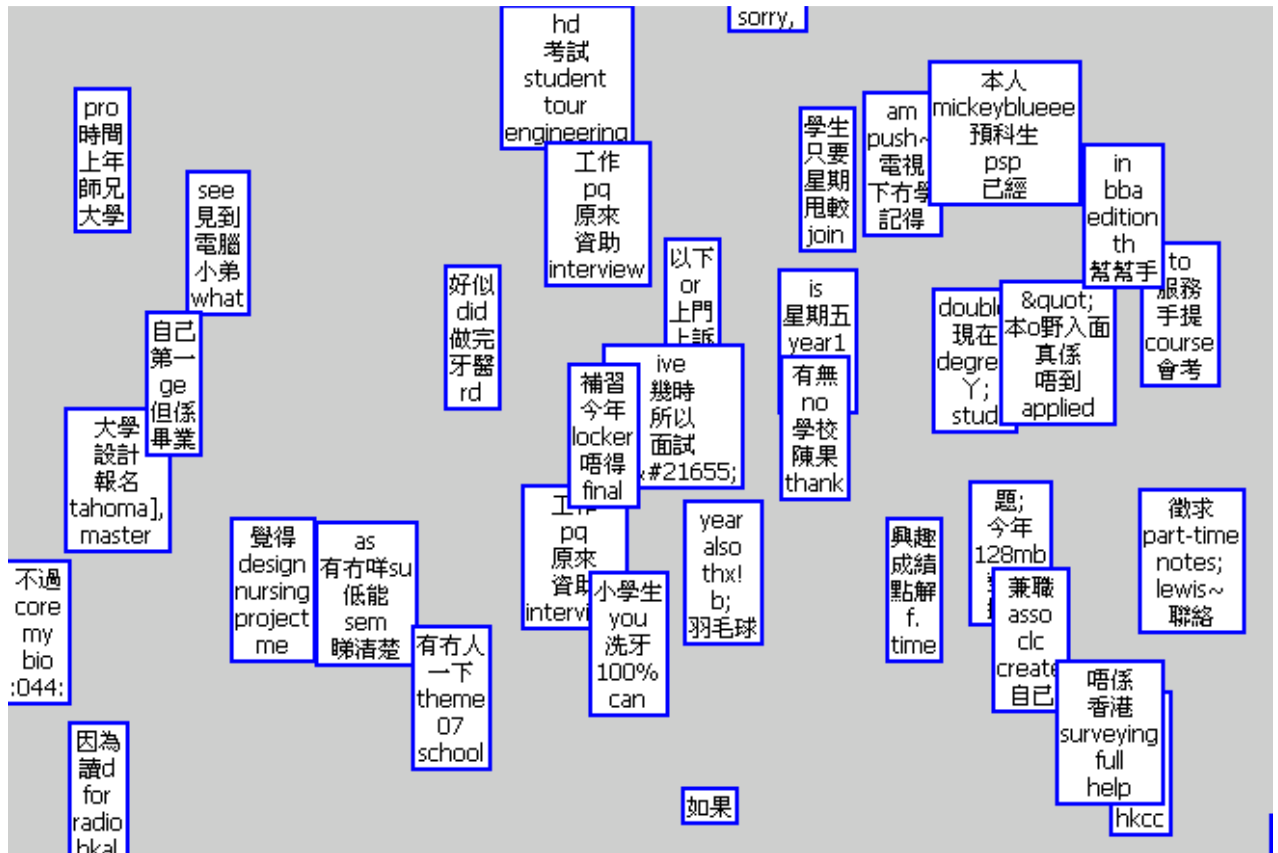 sorry,
hd
考試
student
tour
engineering
pro
時間
上年
師兄
大學
see
見到
電腦
小弟
what
工作
pq
原來
資助
interview
學生
只要
星期
甩較
join
am
push~
電視
下冇學
記得
本人
mickeyblueee
預科生
psp
已經
in
bba
edition
th
幫幫手
to
服務
手提
course
會考
好似
did
做完
牙醫
rd
以下
or
上門
上訴
is
星期五
year1
有無
no
學校
陳果
thank
現在
丫;
stud
&quot;
本o野入面
真係
唔到
applied
自己
第一
ge
但係
畢業
大學
設計
報名
tahoma],
master
ive
幾時
所以
面試
&#21655;
補習
今年
locker
唔得
final
工作
pq
原來
資助
小學生
you
洗牙
100%
can
year
also
thx!
b;
羽毛球
覺得
design
nursing
project
me
as
有冇咩su
低能
sem
睇清楚
有冇人
一下
theme
07
school
不過
core
my
bio
:044:
因為
讀d
for
radio
hkal
興趣
成績
點解
f.
time
題;
今年
128mb
兼職
asso
clc
create
自己
徵求
part-time
notes;
lewis~
聯絡
唔係
香港
surveying
full
help
hkcc
如果